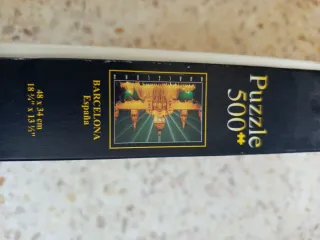 Puzzle
500
BARCELONA
España
48 x 34 cm
18 ⅞" x 13 ⅜"